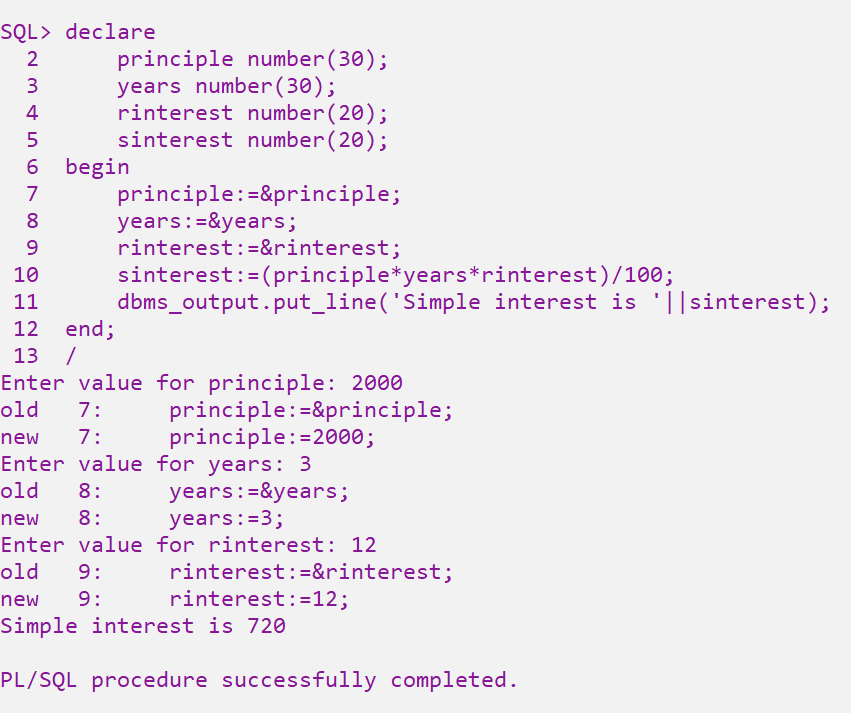 SQL> declare
  2      principle number(30);
  3      years number(30);
  4      rinterest number(20);
  5      sinterest number(20);
  6  begin
  7      principle:=&principle;
  8      years:=&years;
  9      rinterest:=&rinterest;
 10      sinterest:=(principle*years*rinterest)/100;
 11      dbms_output.put_line('Simple interest is '||sinterest);
 12  end;
 13  /
Enter value for principle: 2000
old   7:     principle:=&principle;
new   7:     principle:=2000;
Enter value for years: 3
old   8:     years:=&years;
new   8:     years:=3;
Enter value for rinterest: 12
old   9:     rinterest:=&rinterest;
new   9:     rinterest:=12;
Simple interest is 720

PL/SQL procedure successfully completed.